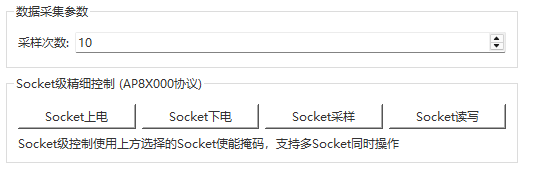 数据采集参数
采样次数: 10
Socket级精细控制 (AP8X000协议)
Socket上电 Socket下电 Socket采样 Socket读写
Socket级控制使用上方选择的Socket使能掩码，支持多Socket同时操作